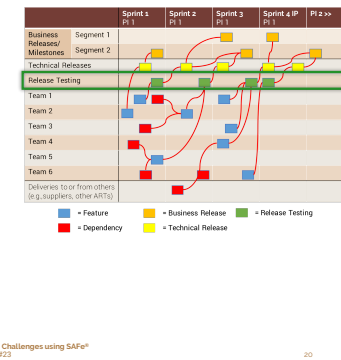 Sprint 1 Sprint 2 Sprint 3 Sprint 4 IP PI 2 >>
PI 1 PI 1 PI 1 PI 1
Business Releases/ Milestones
Segment 1
Segment 2
Technical Releases
Release Testing
Team 1
Team 2
Team 3
Team 4
Team 5
Team 6
Deliveries to or from others
(e.g., suppliers, other ARTs)
= Feature = Business Release = Release Testing
= Dependency = Technical Release
Challenges using SAFe®
#23 20